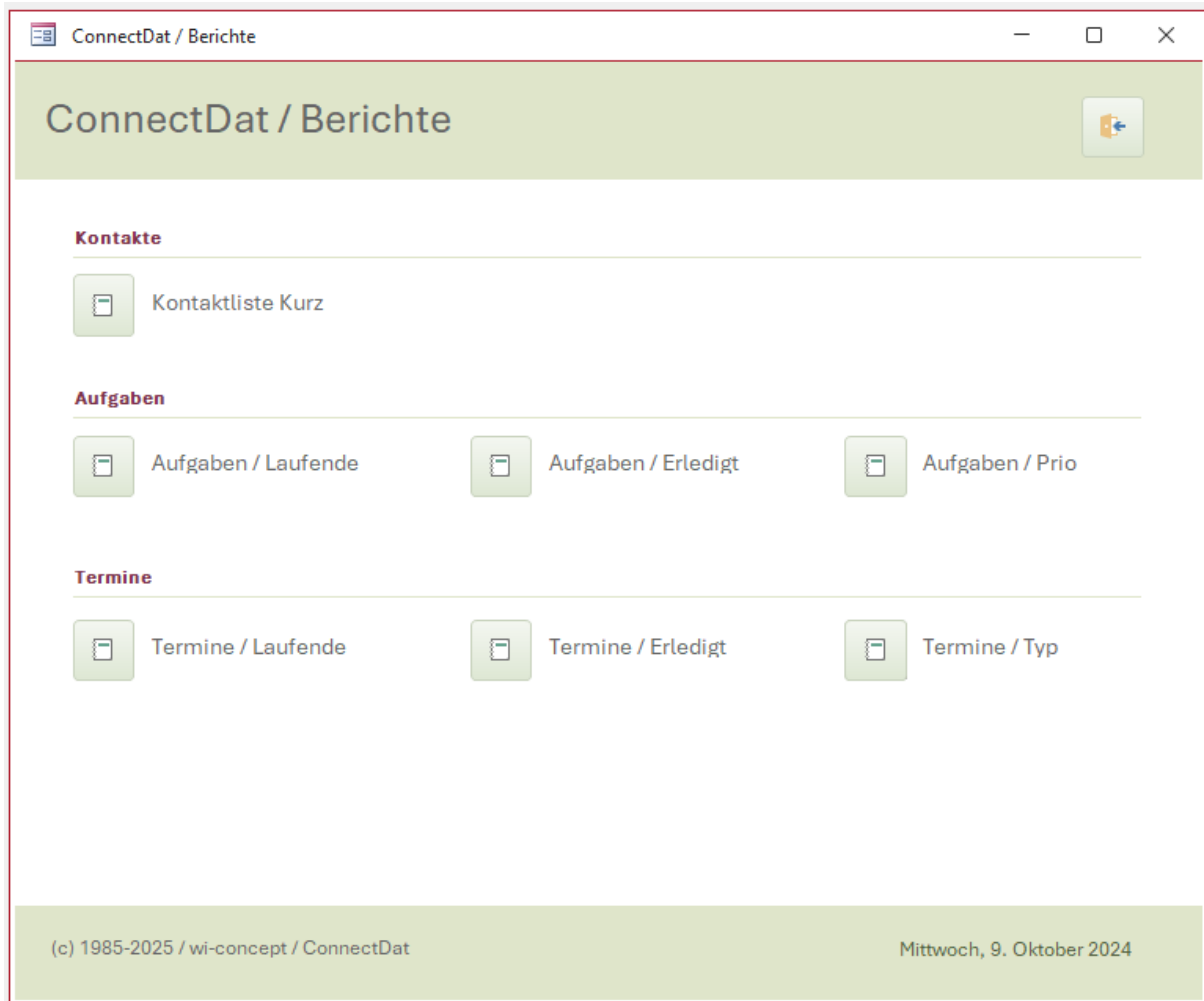 ConnectDat / Berichte
ConnectDat / Berichte
Kontakte
Kontaktliste Kurz
Aufgaben
Aufgaben / Laufende Aufgaben / Erledigt Aufgaben / Prio
Termine
Termine / Laufende Termine / Erledigt Termine / Typ
(c) 1985-2025 / wi-concept / ConnectDat Mittwoch, 9. Oktober 2024